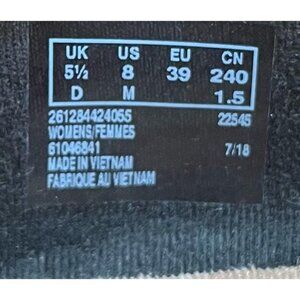 UK US EU CN
5½ 8 39 240
D M 1.5
261284424055 22545
WOMENS/FEMMES
61046841 7/18
MADE IN VIETNAM
FABRIQUE AU VIETNAM